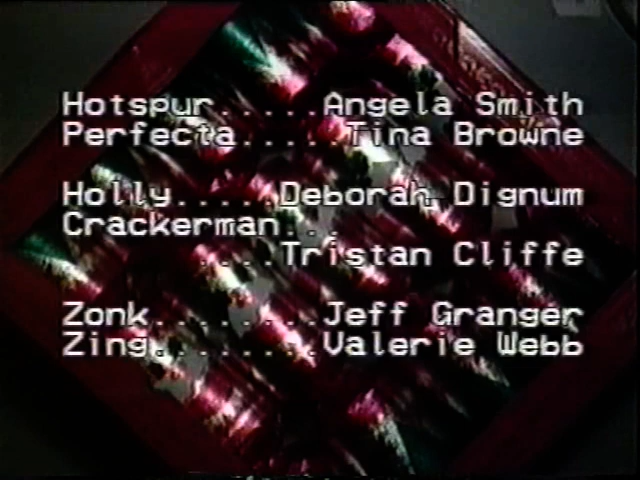 Hotspur.....Angela Smith
Perfecta.....Tina Browne
Holly.....Deborah Dignum
Crackerman...
....Tristan Cliffe
Zonk........Jeff Granger
Zing........Valerie Webb